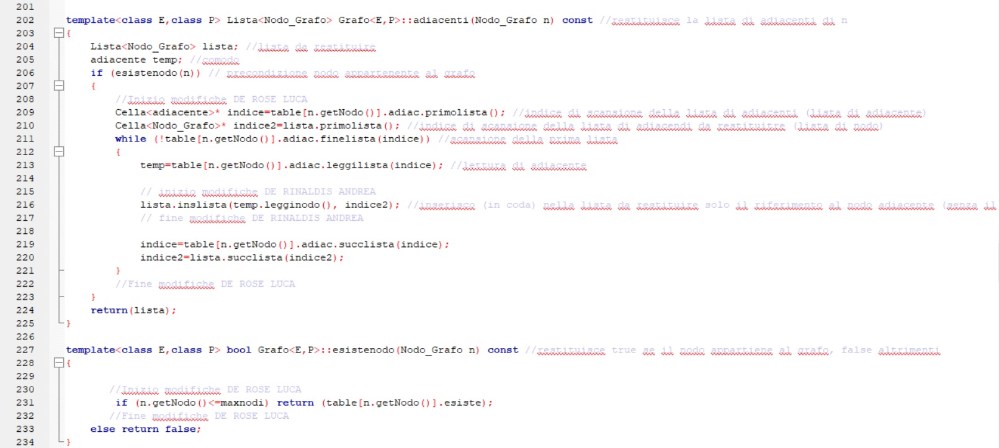 201
202 template<class E,class P> Lista<Nodo_Grafo> Grafo<E,P>::adiacenti(Nodo_Grafo n) const //restituisce la lista di adiacenti di n
203 {
204 Lista<Nodo_Grafo> lista; //lista da restituire
205 adiacente temp; //comodo
206 if (esistenodo(n)) // precondizione nodo appartenente al grafo
207 {
208 //Inizio modifiche DE ROSE LUCA
209 Cella<adiacente>* indice=table[n.getNodo()].adiac.primolista(); //indice di scansione della lista di adiacenti (lista di adiacente)
210 Cella<Nodo_Grafo>* indice2=lista.primolista(); //indice di scansione della lista di adiacendi da restituitre (lista di nodo)
211 while (!table[n.getNodo()].adiac.finelista(indice)) //scansione della prima lista
212 {
213 temp=table[n.getNodo()].adiac.leggilista(indice); //lettura di adiacente
214
215 // inizio modifiche DE RINALDIS ANDREA
216 lista.inslista(temp.legginodo(), indice2); //inserisco (in coda) nella lista da restituire solo il riferimento al nodo adiacente (senza il
217 // fine modifiche DE RINALDIS ANDREA
218
219 indice=table[n.getNodo()].adiac.succlista(indice);
220 indice2=lista.succlista(indice2);
221 }
222 //Fine modifiche DE ROSE LUCA
223 }
224 return(lista);
225 }
226
227 template<class E,class P> bool Grafo<E,P>::esistenodo(Nodo_Grafo n) const //restituisce true se il nodo appartiene al grafo, false altrimenti
228 {
229
230 //Inizio modifiche DE ROSE LUCA
231 if (n.getNodo()<=maxnodi) return (table[n.getNodo()].esiste);
232 //Fine modifiche DE ROSE LUCA
233 else return false;
234 }